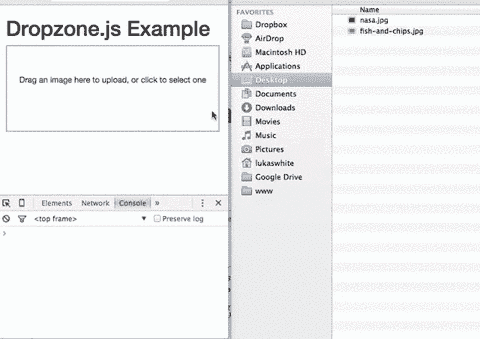 Dropzone.js Example
Drag an image here to upload, or click to select one
Elements Network Console »
<top frame> Preserve log
FAVORITES
Dropbox
AirDrop
Macintosh HD
Applications
Desktop
Documents
Downloads
Movies
Music
Pictures
lukaswhite
Google Drive
www
Name
nasa.jpg
fish-and-chips.jpg